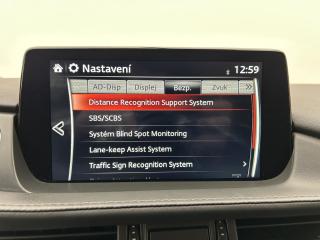 Nastavení 12:59
AD-Disp Displej Bezp. Zvuk
Distance Recognition Support System
SBS/SCBS
Systém Blind Spot Monitoring
Lane-keep Assist System
Traffic Sign Recognition System